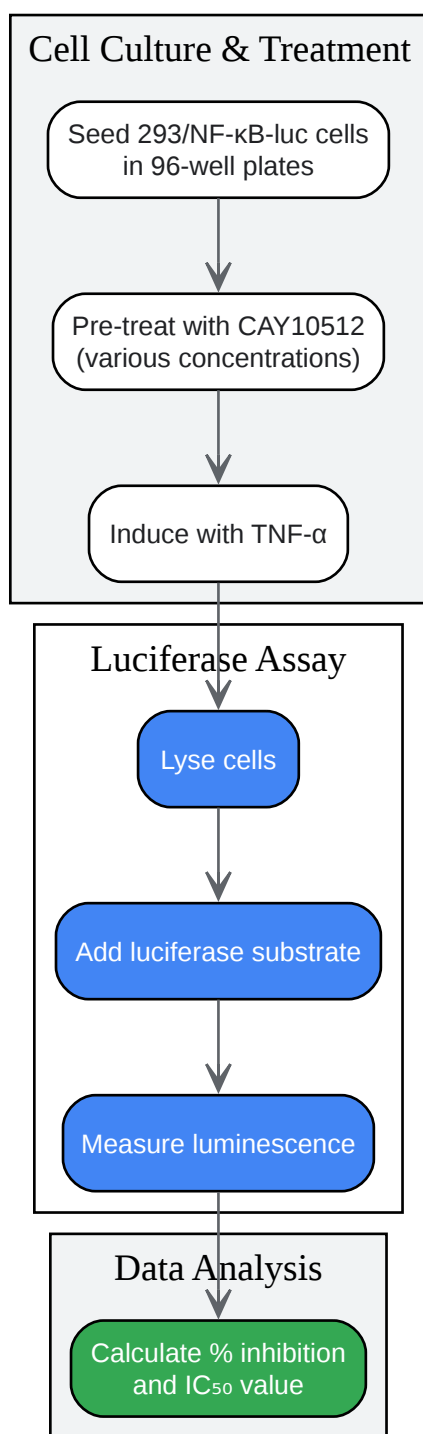 Cell Culture & Treatment
Seed 293/NF-κB-luc cells
in 96-well plates
Pre-treat with CAY10512
(various concentrations)
Induce with TNF-α
Luciferase Assay
Lyse cells
Add luciferase substrate
Measure luminescence
Data Analysis
Calculate % inhibition
and IC₅₀ value